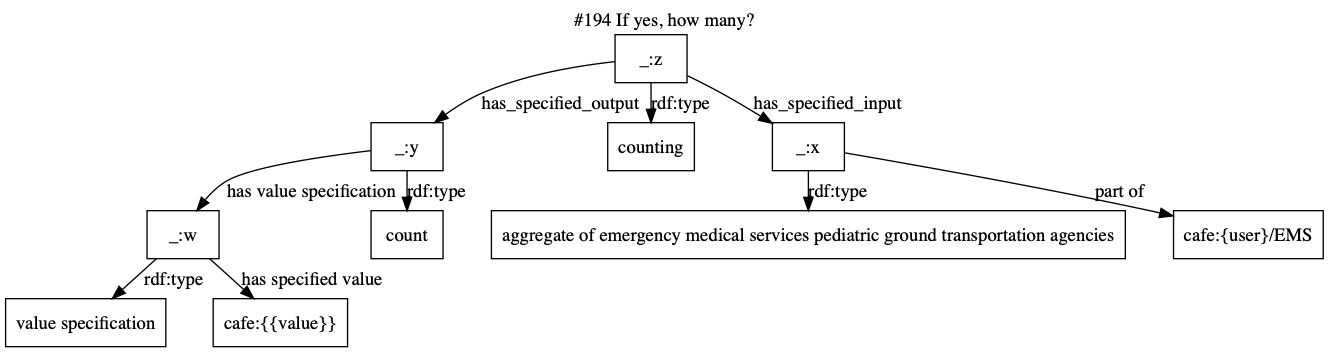 #194 If yes, how many?
_:z
has_specified_output
rdf:type
has_specified_input
_:y
counting
_:x
has value specification
rdf:type
rdf:type
part of
_:w
count
aggregate of emergency medical services pediatric ground transportation agencies
cafe:{user}/EMS
rdf:type
has specified value
value specification
cafe:{{value}}